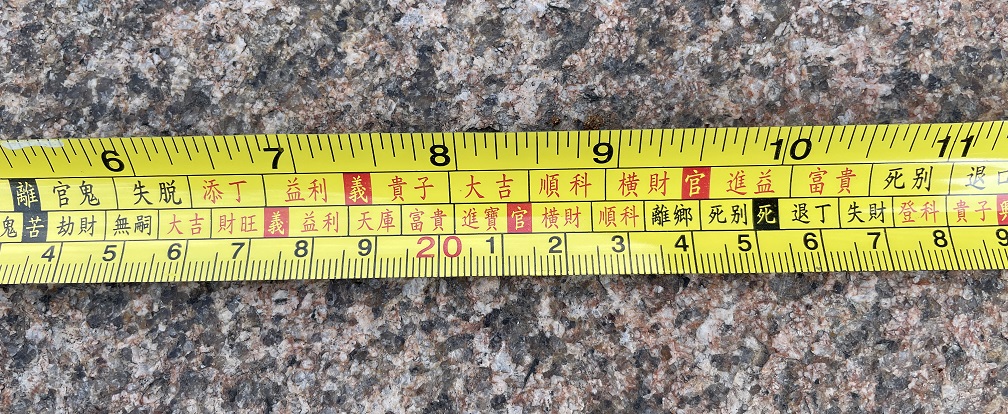 6 7 8 9 10 11
離 官鬼 失脱 添丁 益利 義 貴子 大吉 順科 橫財 官 進益 富貴 死別 退口
鬼 苦 劫財 無嗣 大吉 財旺 義 益利 天庫 富貴 進寶 官 橫財 順科 離鄉 死別 死 退丁 失財 登科 貴子
4 5 6 7 8 9 20 1 2 3 4 5 6 7 8 9